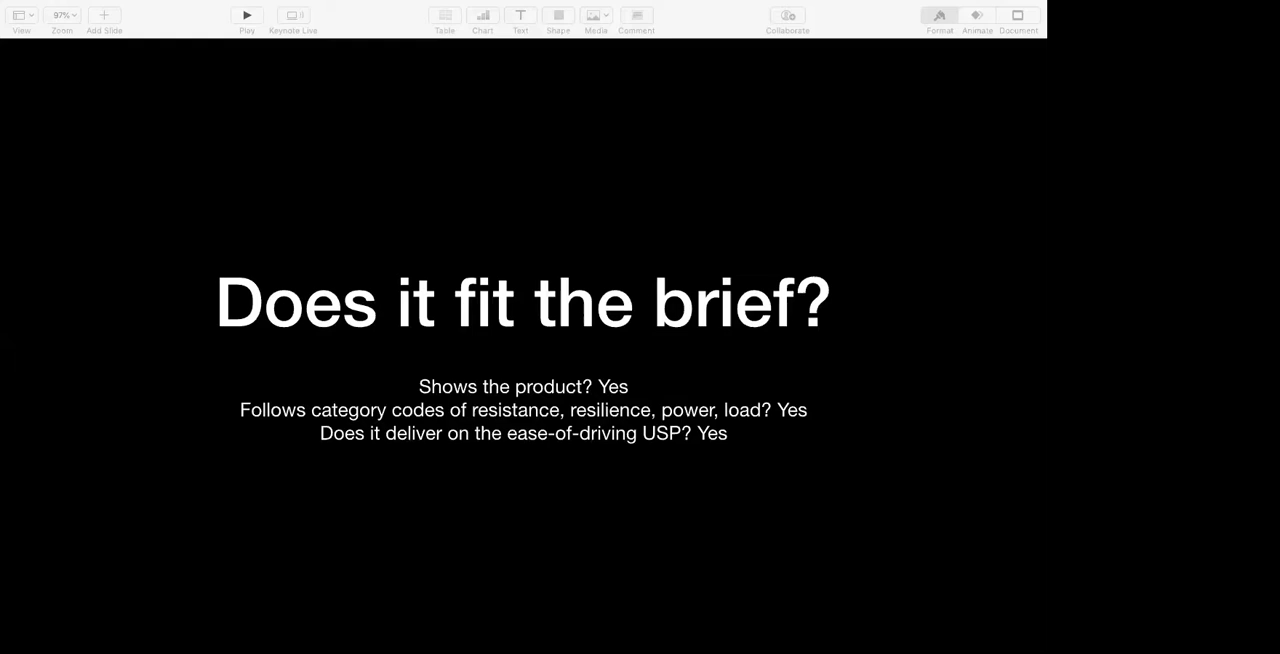 97%
View Zoom Add Slide Play Keynote Live Table Chart Text Shape Media Comment Collaborate Format Animate Document
Does it fit the brief?
Shows the product? Yes
Follows category codes of resistance, resilience, power, load? Yes
Does it deliver on the ease-of-driving USP? Yes